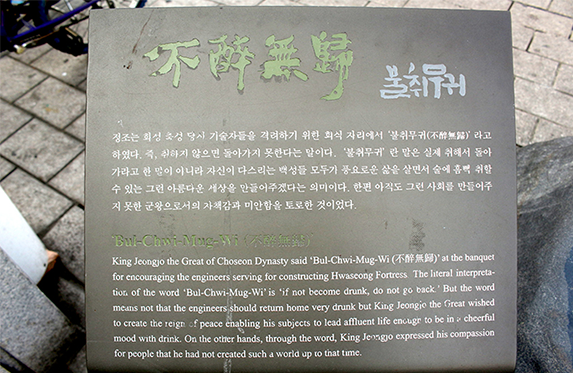 不醉無歸 불취무귀
정조는 화성 축성 당시 기술자들을 격려하기 위한 회식 자리에서 '불취무귀(不醉無歸)' 라고
하였다. 즉, 취하지 않으면 돌아가지 못한다는 말이다. '불취무귀' 란 말은 실제 취해서 돌아
가라고 한 말이 아니라 자신이 다스리는 백성들 모두가 풍요로운 삶을 살면서 술에 흠뻑 취할
수 있는 그런 아름다운 세상을 만들어주겠다는 의미이다. 한편 아직도 그런 사회를 만들어주
지 못한 군왕으로서의 자책감과 미안함을 토로한 것이었다.
'Bul-Chwi-Mug-Wi (不醉無歸)'
King Jeongjo the Great of Choseon Dynasty said 'Bul-Chwi-Mug-Wi (不醉無歸)' at the banquet
for encouraging the engineers serving for constructing Hwaseong Fortress The literal interpreta-
tion of the word 'Bul-Chwi-Mug-Wi' is 'if not become drunk, do not go back.' But the word
means not that the engineers should return home very drunk but King Jeongjo the Great wished
to create the reign of peace enabling his subjects to lead affluent life enough to be in a cheerful
mood with drink. On the other hands, through the word, King Jeongjo expressed his compassion
for people that he had not created such a world up to that time.